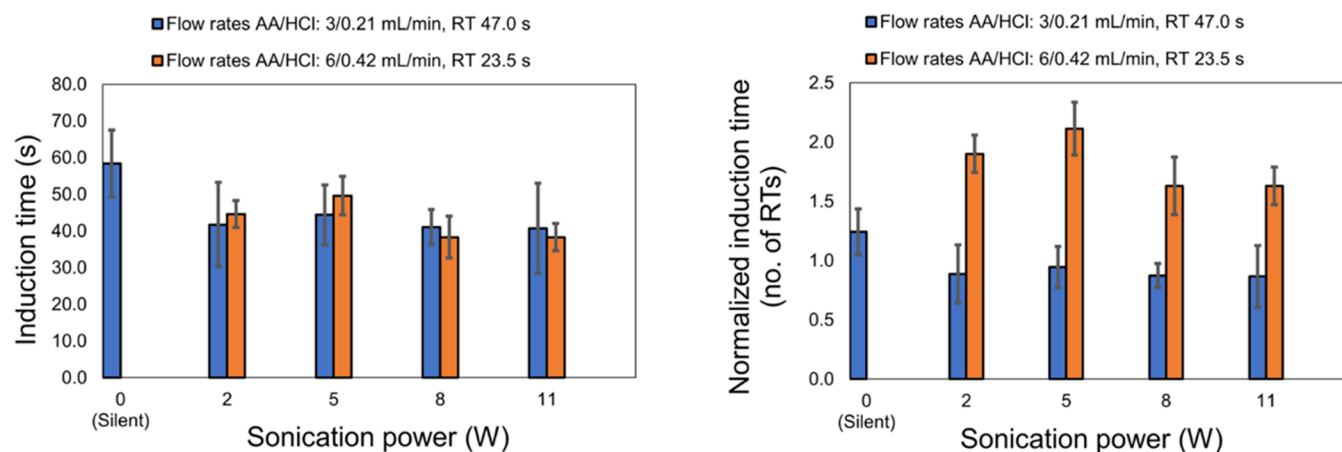 Flow rates AA/HCl: 3/0.21 mL/min, RT 47.0 s
Flow rates AA/HCl: 6/0.42 mL/min, RT 23.5 s
Induction time (s)
80.0
70.0
60.0
50.0
40.0
30.0
20.0
10.0
0.0
0
(Silent)
2
5
8
11
Sonication power (W)
Flow rates AA/HCl: 3/0.21 mL/min, RT 47.0 s
Flow rates AA/HCl: 6/0.42 mL/min, RT 23.5 s
Normalized induction time
(no. of RTs)
2.5
2.0
1.5
1.0
0.5
0.0
0
(Silent)
2
5
8
11
Sonication power (W)